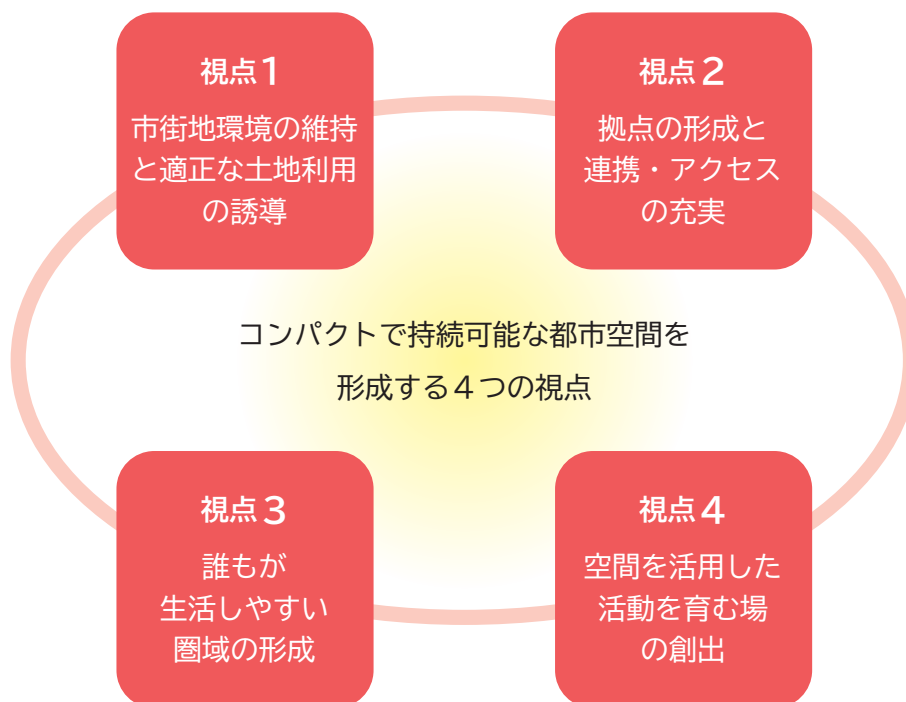 視点1
市街地環境の維持
と適正な土地利用
の誘導
視点2
拠点の形成と
連携・アクセス
の充実
コンパクトで持続可能な都市空間を
形成する4つの視点
視点3
誰もが
生活しやすい
圏域の形成
視点4
空間を活用した
活動を育む場
の創出